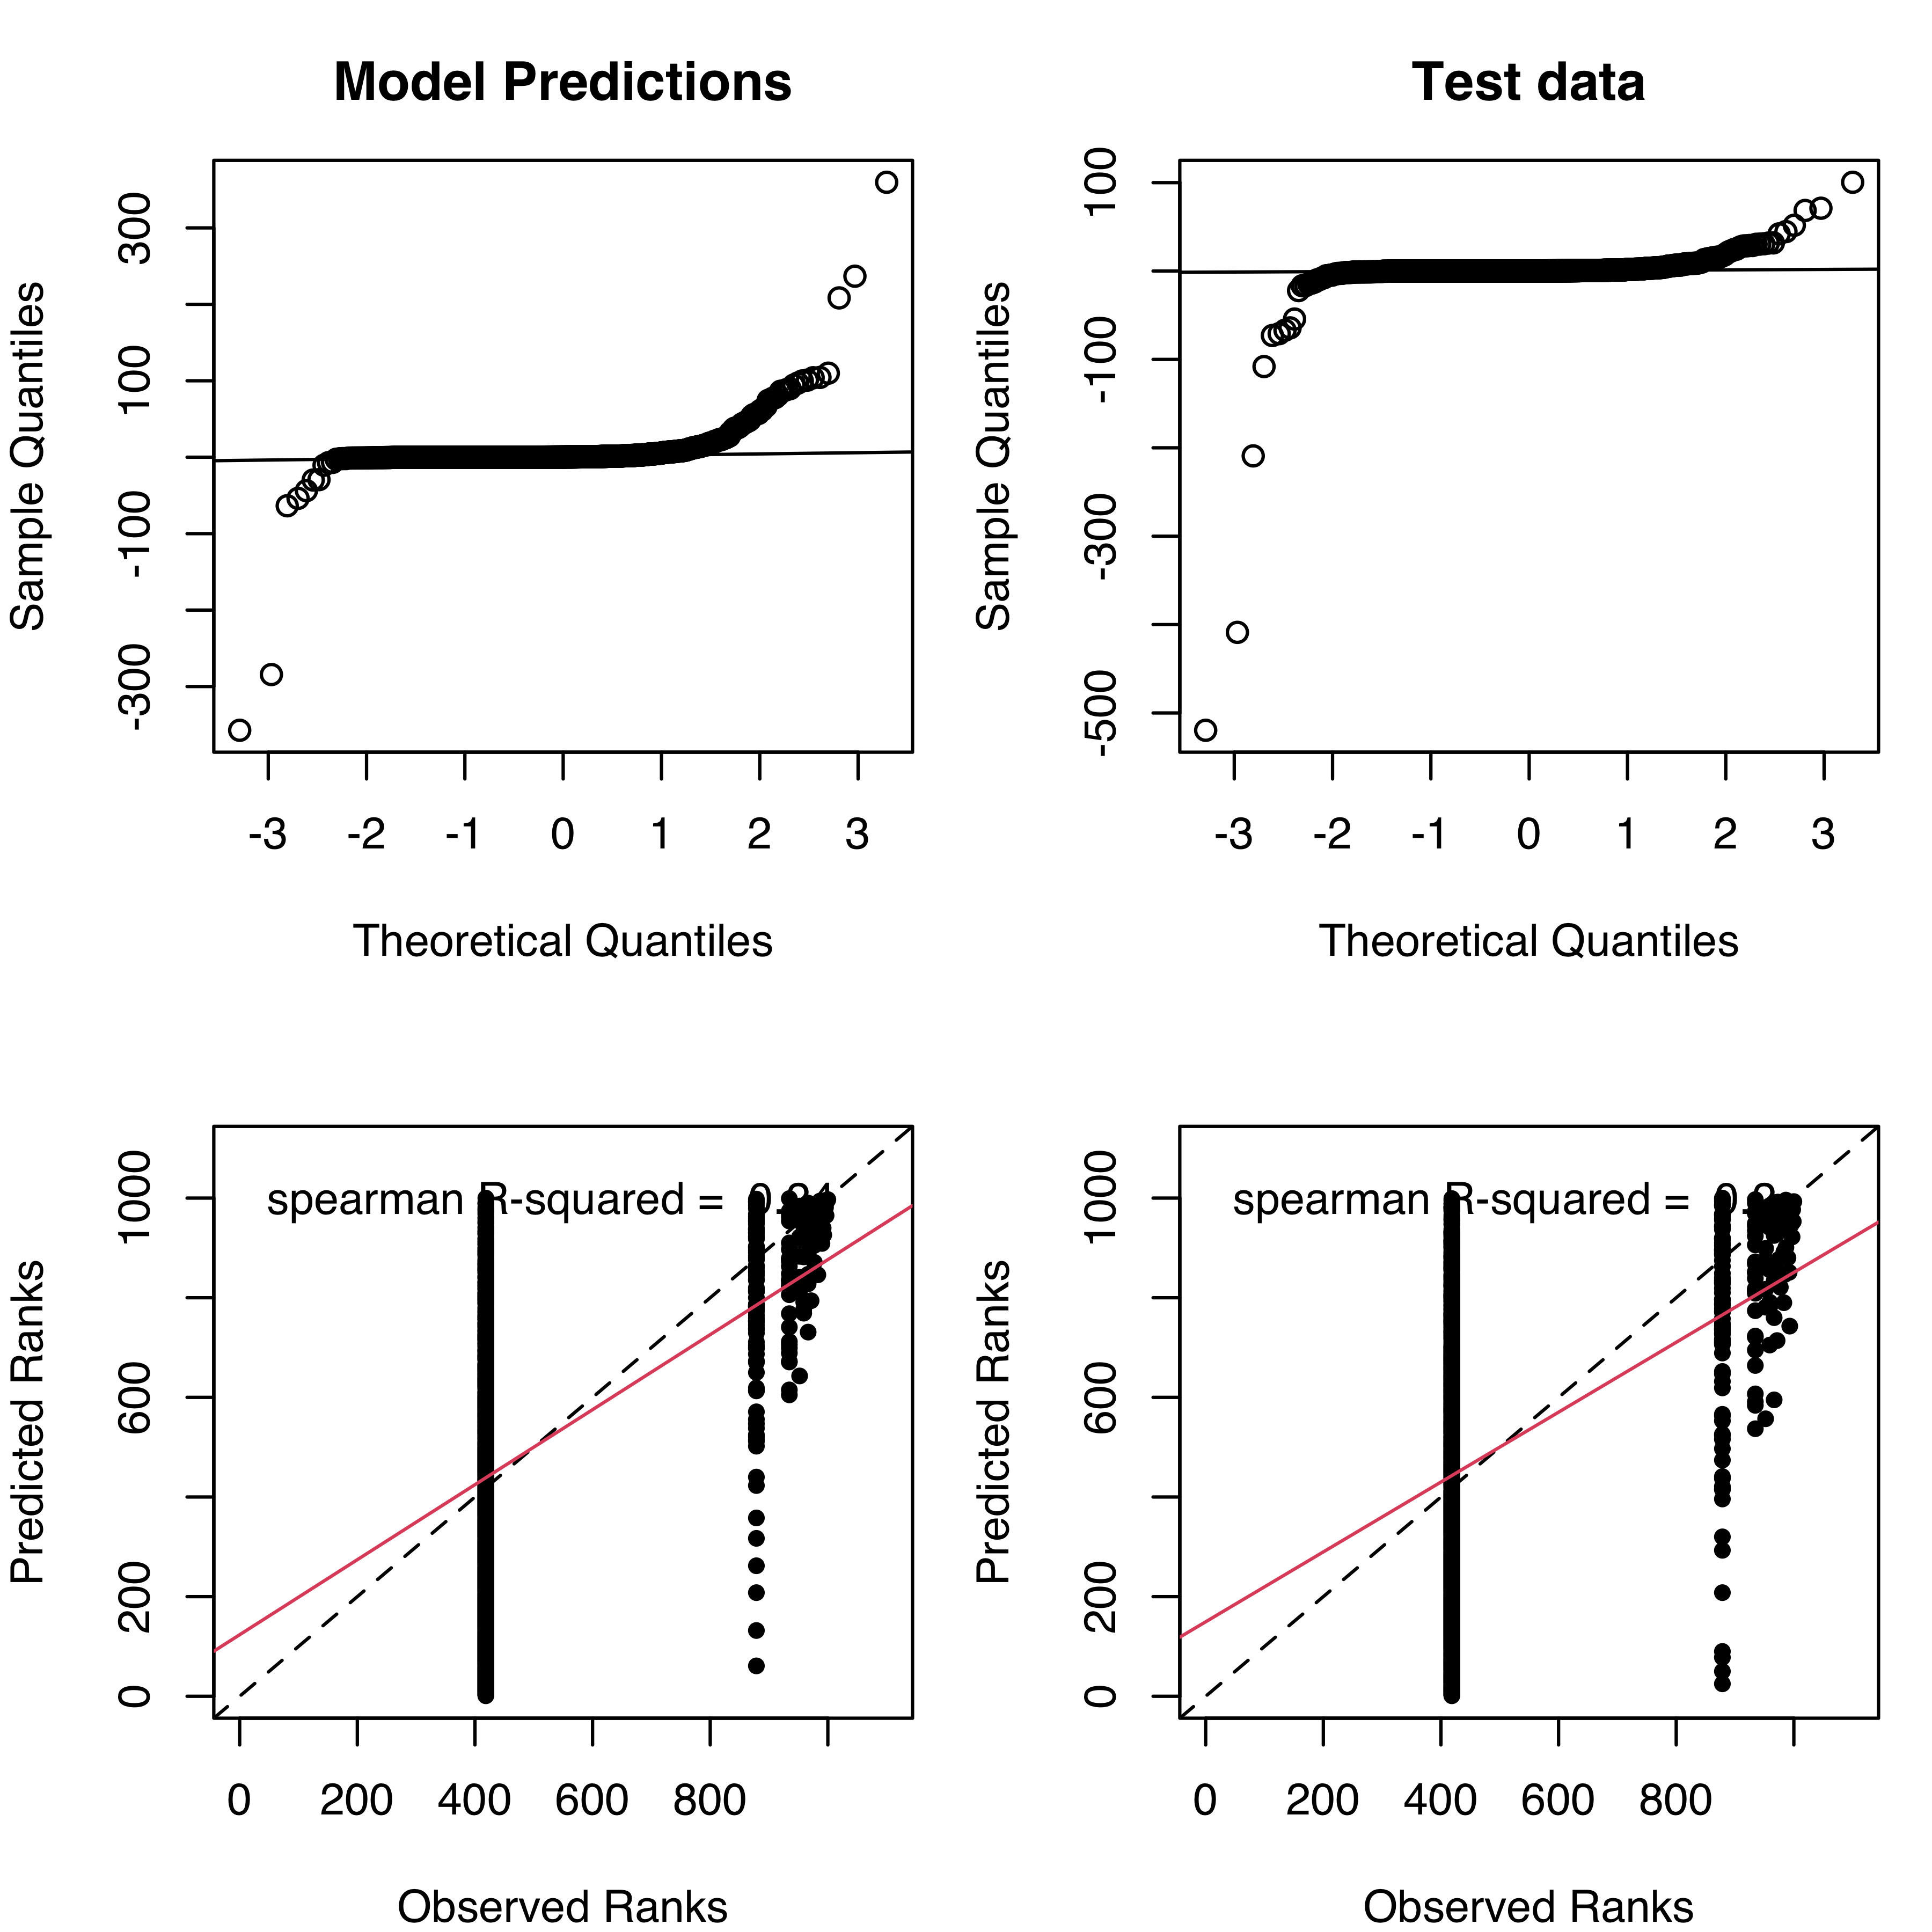 Model Predictions
Sample Quantiles
300
100
-100
-300
-3 -2 -1 0 1 2 3
Theoretical Quantiles
Test data
Sample Quantiles
100
-100
-300
-500
-3 -2 -1 0 1 2 3
Theoretical Quantiles
spearman R-squared =
Predicted Ranks
1000
600
200
0
0 200 400 600 800
Observed Ranks
spearman R-squared =
Predicted Ranks
1000
600
200
0
0 200 400 600 800
Observed Ranks